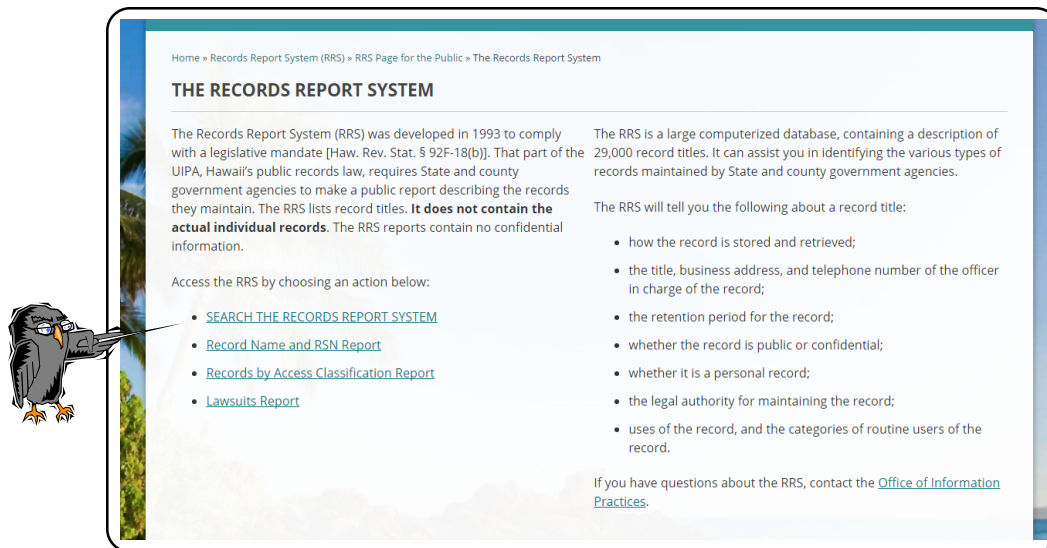 Home » Records Report System (RRS) » RRS Page for the Public » The Records Report System
THE RECORDS REPORT SYSTEM
The Records Report System (RRS) was developed in 1993 to comply
with a legislative mandate [Haw. Rev. Stat. § 92F-18(b)]. That part of the
UIPA, Hawaii’s public records law, requires State and county
government agencies to make a public report describing the records
they maintain. The RRS lists record titles. It does not contain the
actual individual records. The RRS reports contain no confidential
information.
Access the RRS by choosing an action below:
• SEARCH THE RECORDS REPORT SYSTEM
• Record Name and RSN Report
• Records by Access Classification Report
• Lawsuits Report
The RRS is a large computerized database, containing a description of
29,000 record titles. It can assist you in identifying the various types of
records maintained by State and county government agencies.
The RRS will tell you the following about a record title:
• how the record is stored and retrieved;
• the title, business address, and telephone number of the officer
in charge of the record;
• the retention period for the record;
• whether the record is public or confidential;
• whether it is a personal record;
• the legal authority for maintaining the record;
• uses of the record, and the categories of routine users of the
record.
If you have questions about the RRS, contact the Office of Information
Practices.